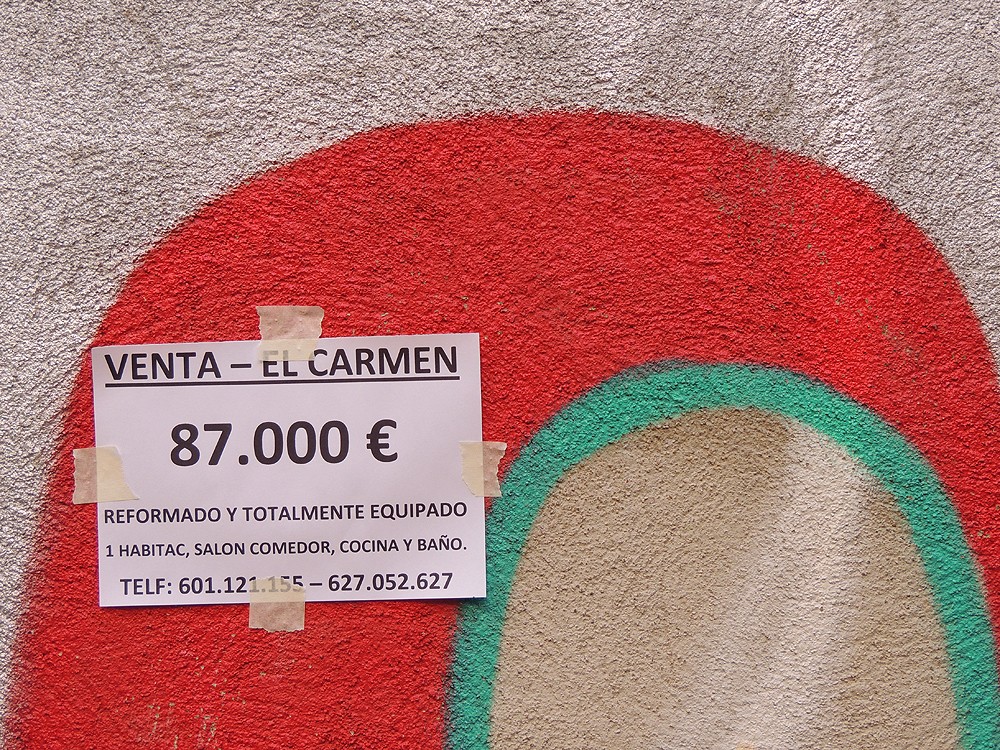 VENTA – EL CARMEN
87.000 €
REFORMADO Y TOTALMENTE EQUIPADO
1 HABITAC, SALON COMEDOR, COCINA Y BAÑO.
TELF: 601.121.155 – 627.052.627